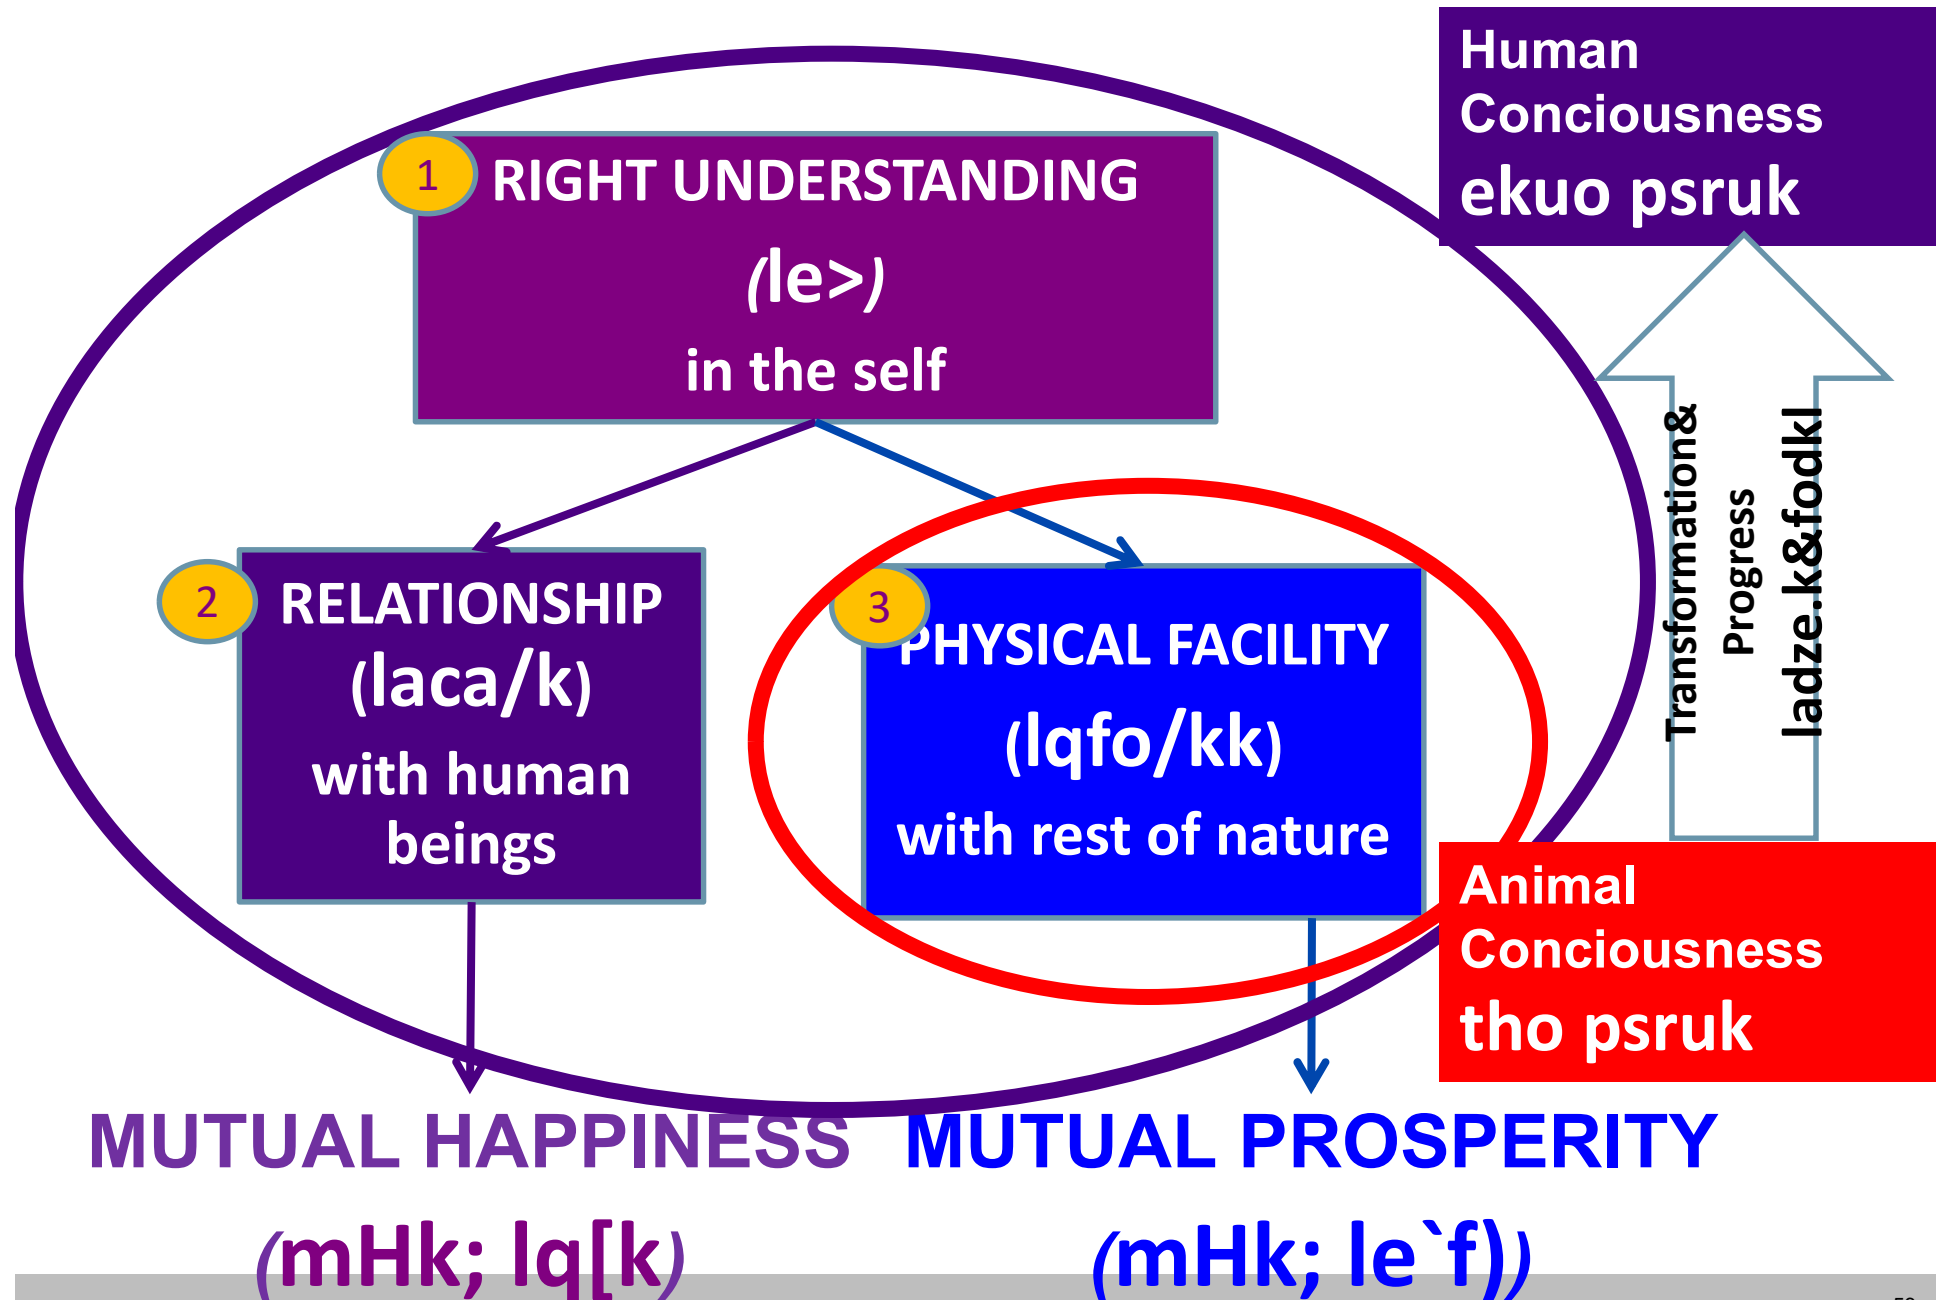 Human
Conciousness
ekuo psruk
1
RIGHT UNDERSTANDING
(le>)
in the self
Transformation&
Progress
ladze.k&fodkl
2
RELATIONSHIP
(laca/k)
with human
beings
3
PHYSICAL FACILITY
(lqfo/kk)
with rest of nature
Animal
Conciousness
tho psruk
MUTUAL HAPPINESS
MUTUAL PROSPERITY
(mHk; lq[k)
(mHk; le`f))